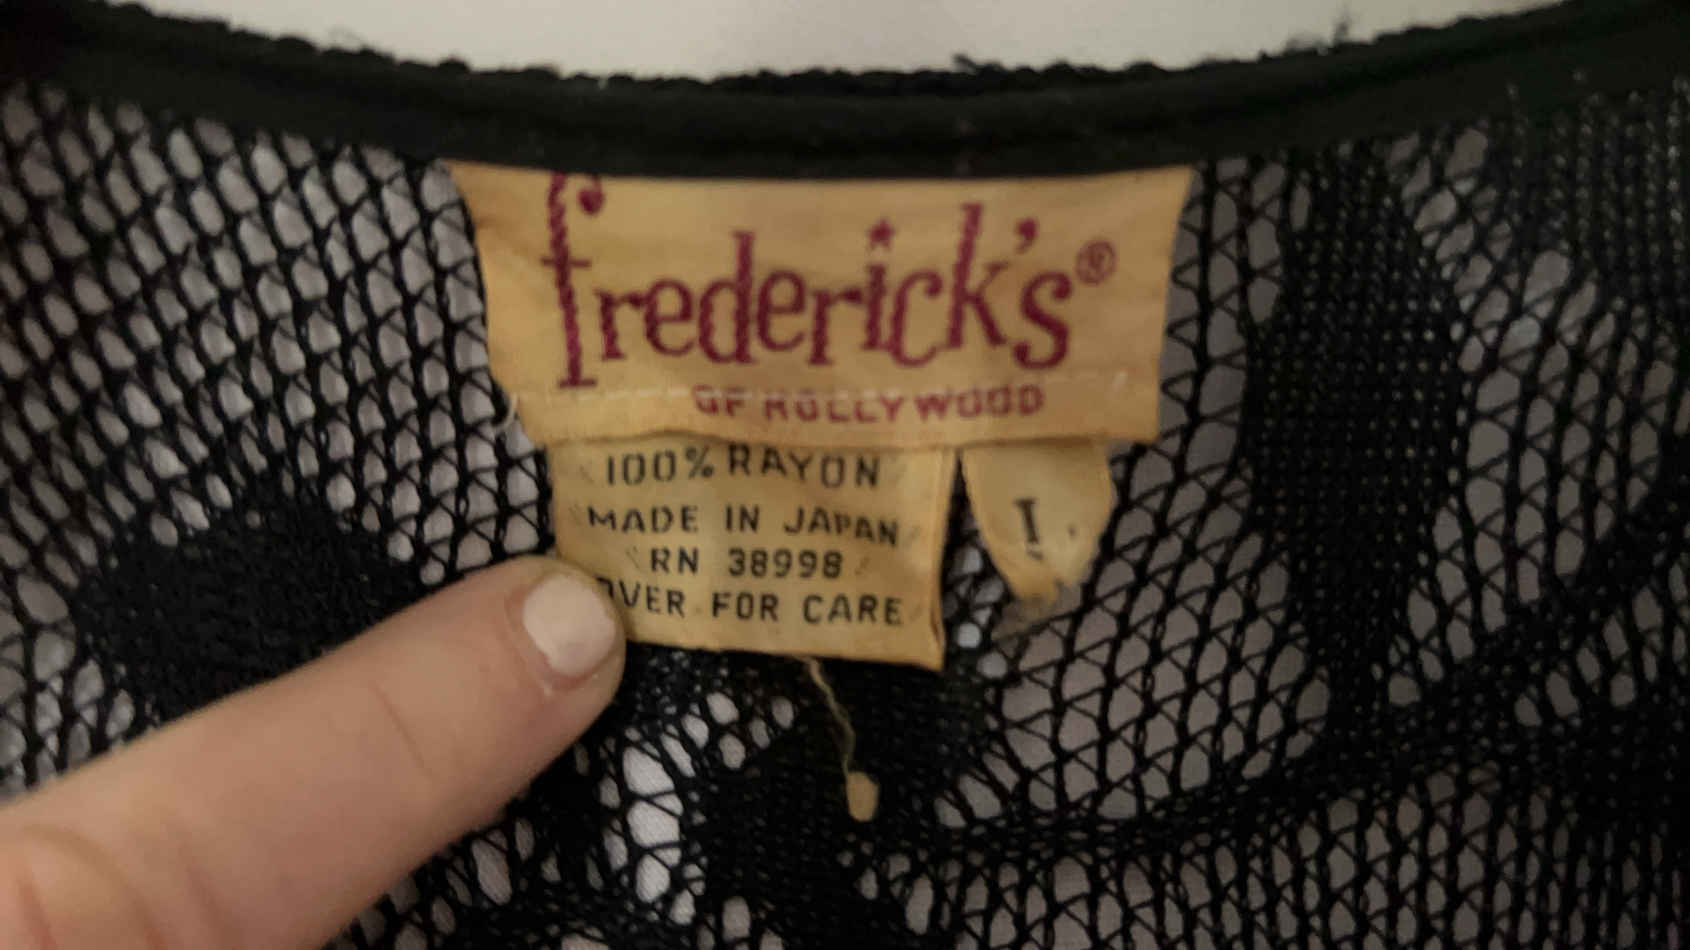 frederick's®
OF HOLLYWOOD
100% RAYON
MADE IN JAPAN
RN 38998
OVER FOR CARE